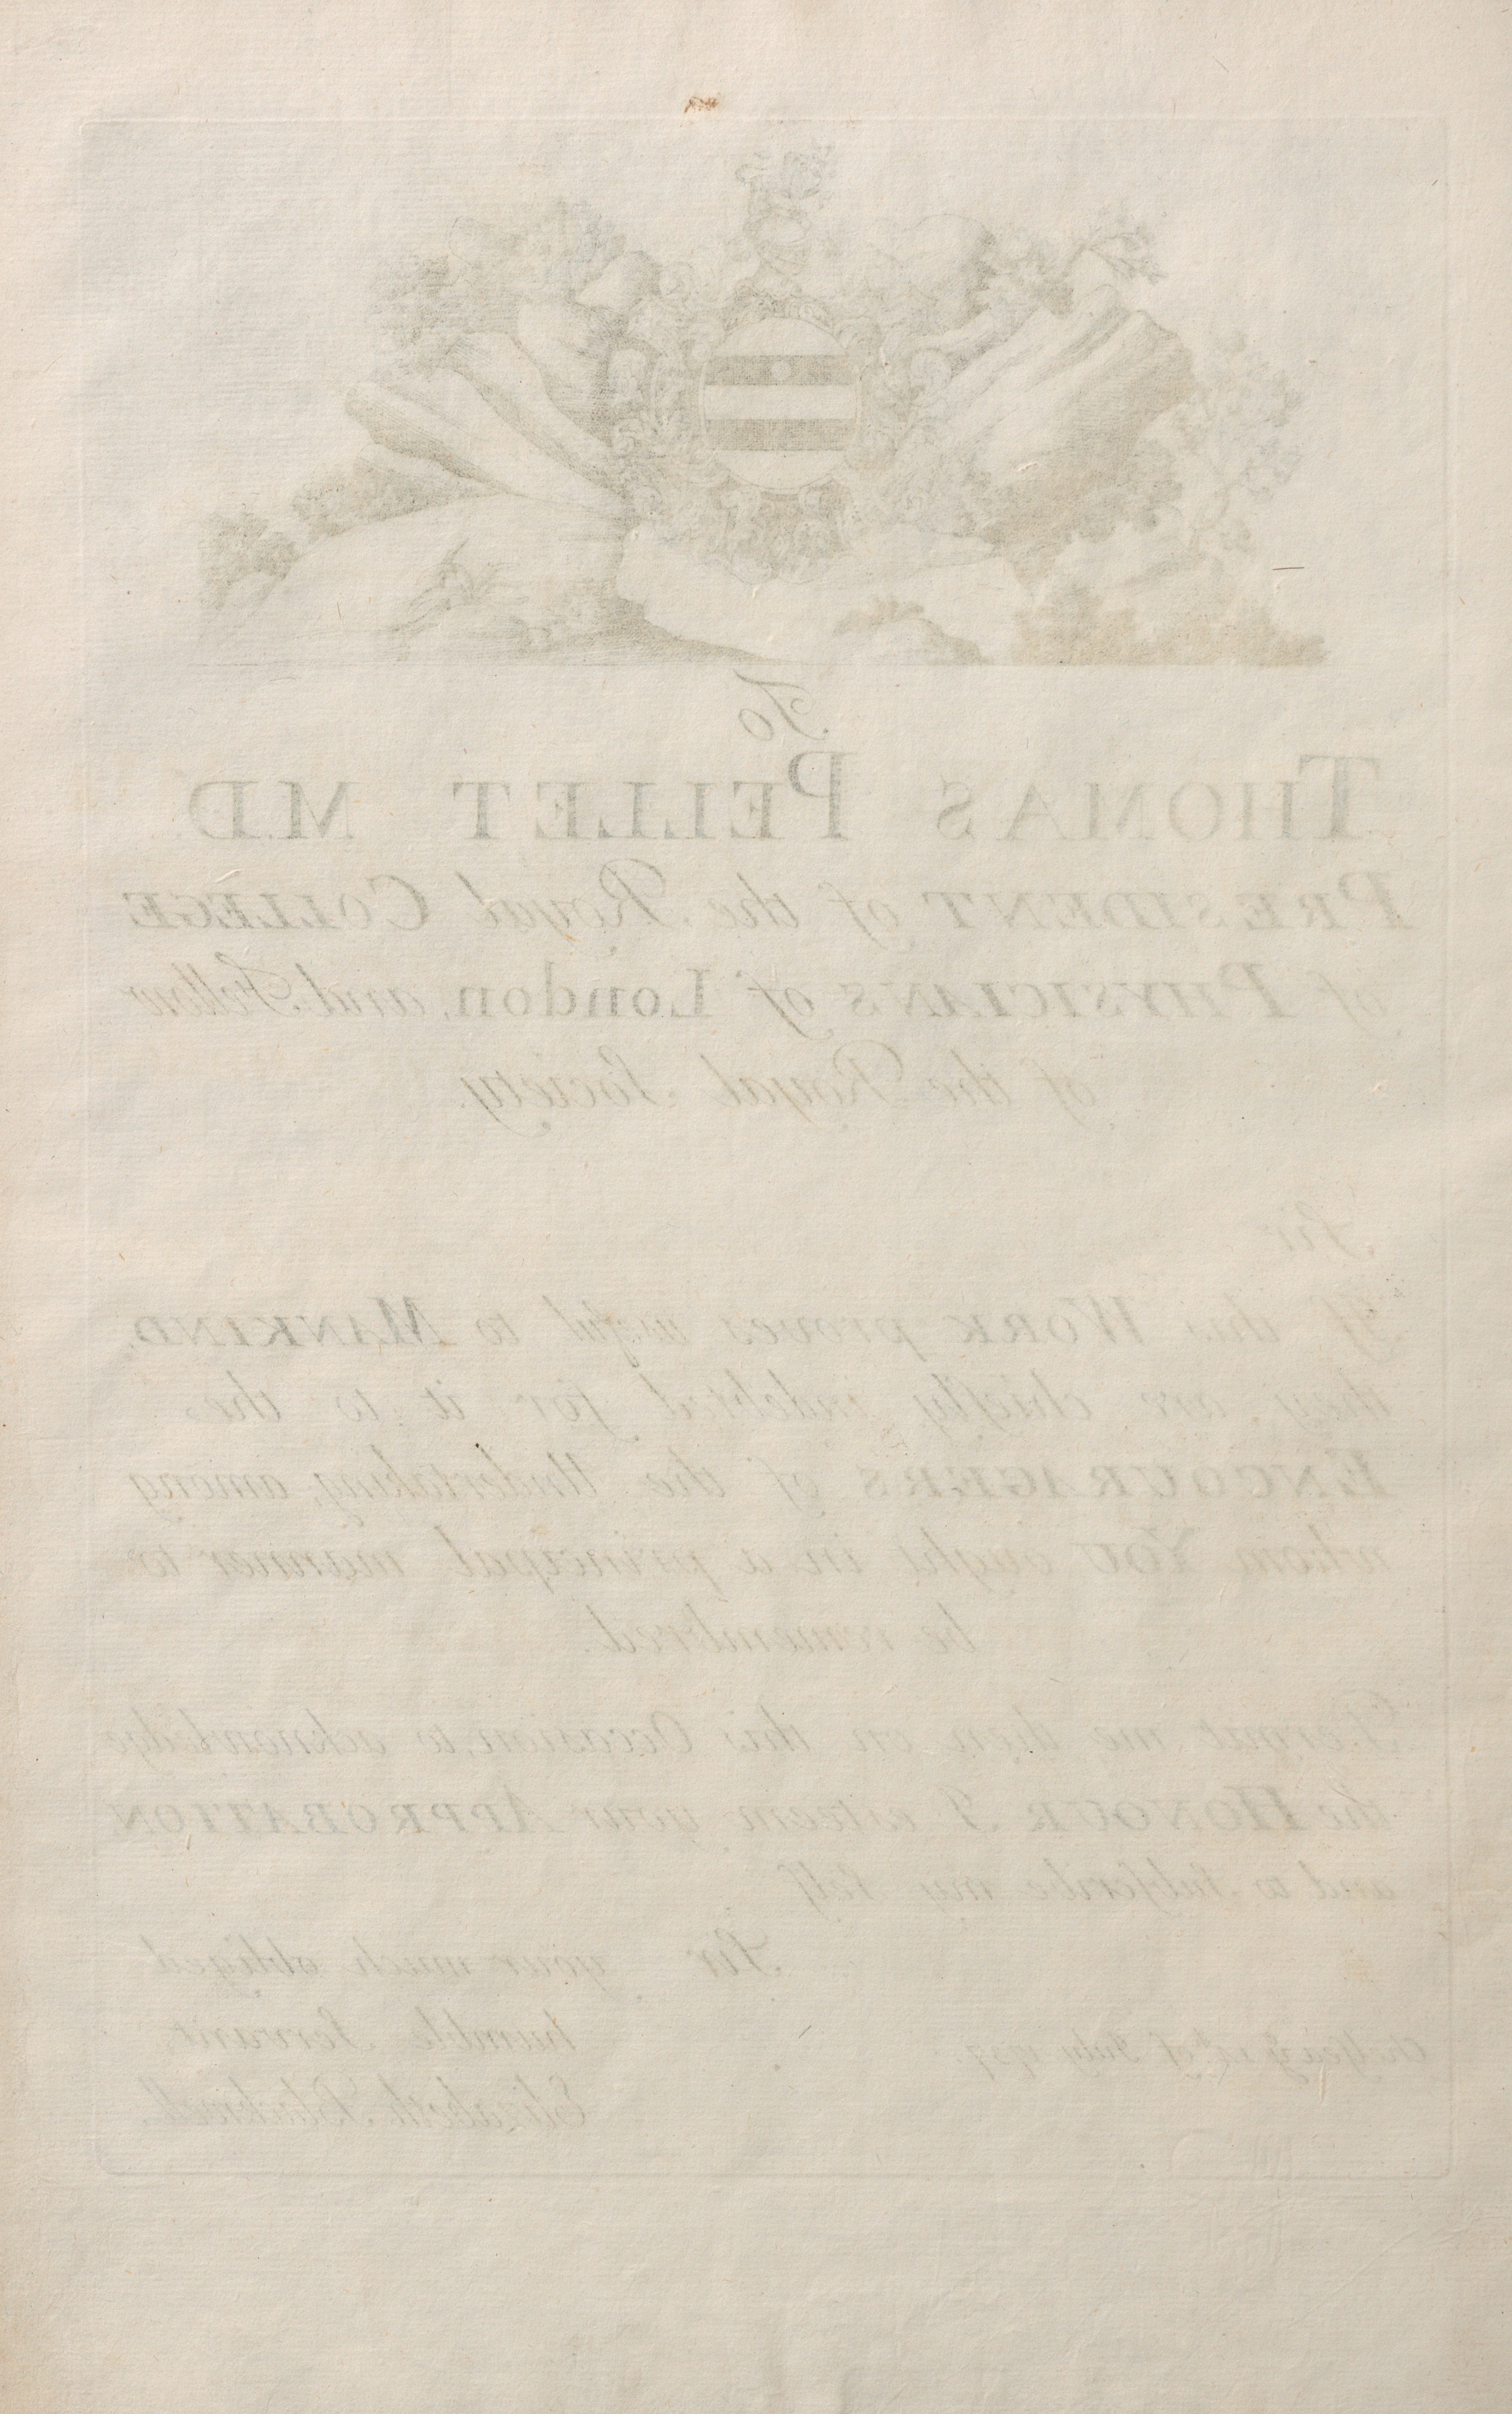 To
THOMAS PELLET M.D.
PRESIDENT of the Royal COLLEGE
of PHYSICIANS of London, and Fellow
of the Royal Society.
Sir
If this WORK proves useful to MANKIND,
they are chiefly indebted for it to the
ENCOURAGERS of the Undertaking, among
whom YOU ought in a principal manner to
be remembred.
Permit me then on this Occasion, to acknowledge
the HONOUR I esteem your APPROBATION
and to subscribe my self
Sir your much obliged
humble Servant
Chelsea y 14 of July 1737.
Elizabeth Blackwell.